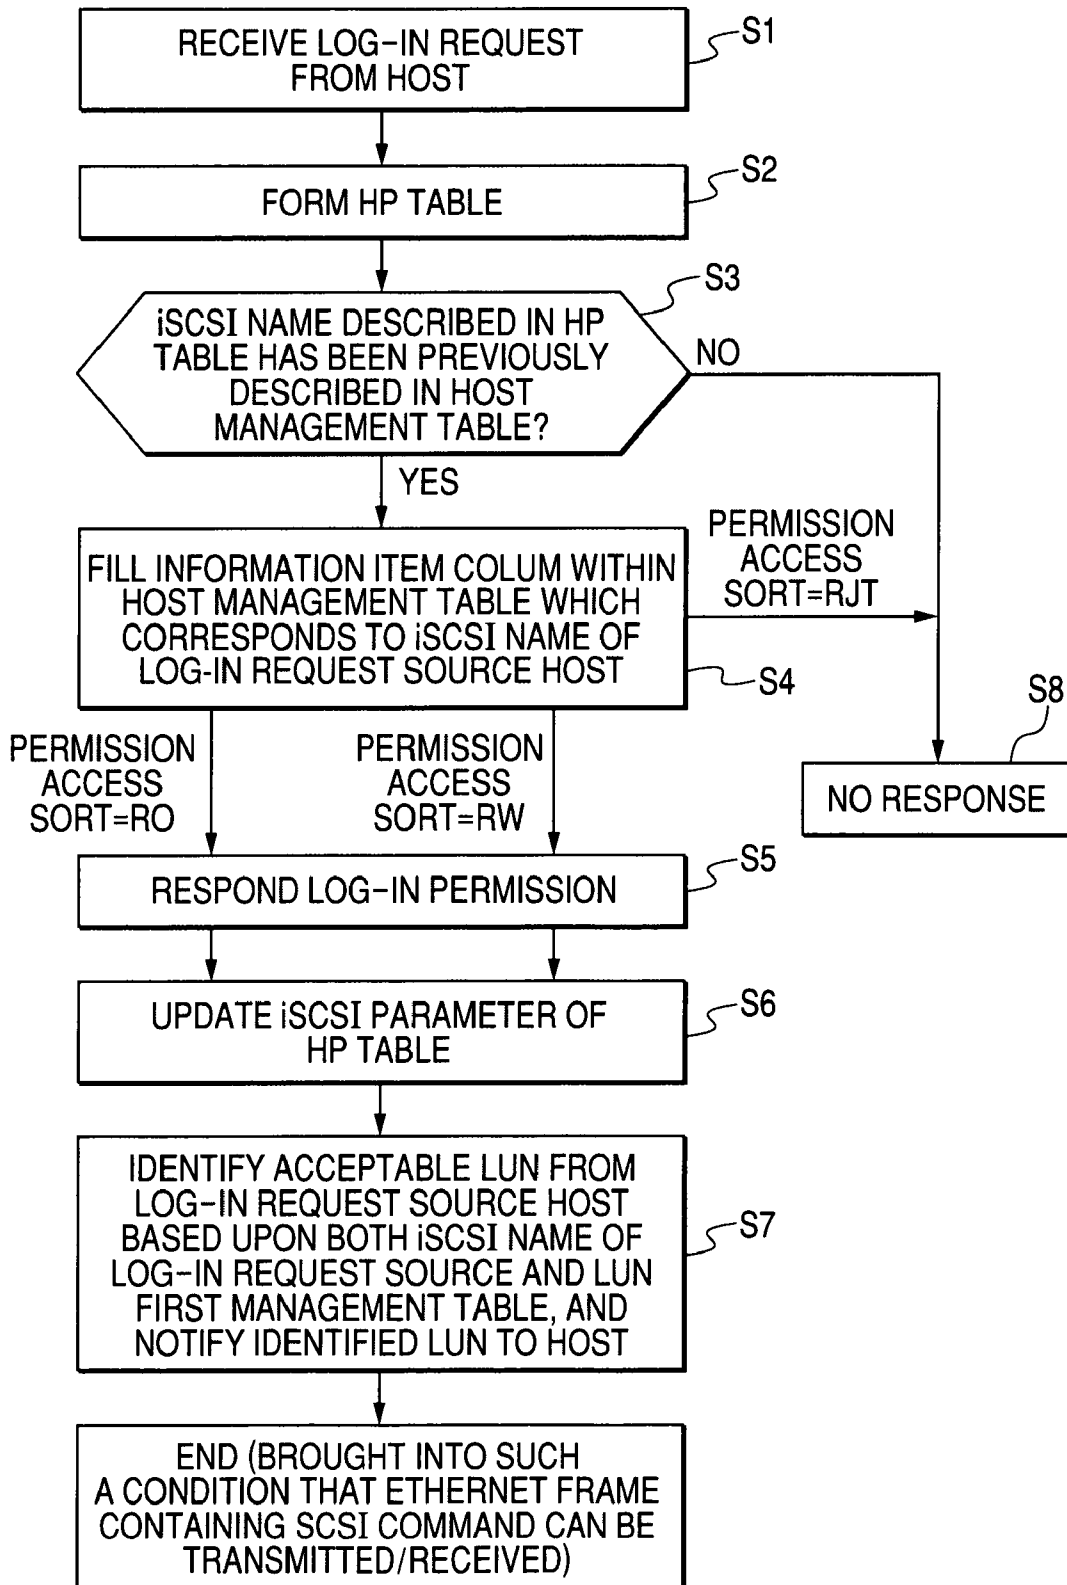 RECEIVE LOG-IN REQUEST
FROM HOST
S1
FORM HP TABLE
S2
iSCSI NAME DESCRIBED IN HP
TABLE HAS BEEN PREVIOUSLY
DESCRIBED IN HOST
MANAGEMENT TABLE?
S3
NO
YES
FILL INFORMATION ITEM COLUM WITHIN
HOST MANAGEMENT TABLE WHICH
CORRESPONDS TO iSCSI NAME OF
LOG-IN REQUEST SOURCE HOST
S4
PERMISSION
ACCESS
SORT=RJT
PERMISSION
ACCESS
SORT=RO
PERMISSION
ACCESS
SORT=RW
S8
NO RESPONSE
RESPOND LOG-IN PERMISSION
S5
UPDATE iSCSI PARAMETER OF
HP TABLE
S6
IDENTIFY ACCEPTABLE LUN FROM
LOG-IN REQUEST SOURCE HOST
BASED UPON BOTH iSCSI NAME OF
LOG-IN REQUEST SOURCE AND LUN
FIRST MANAGEMENT TABLE, AND
NOTIFY IDENTIFIED LUN TO HOST
S7
END (BROUGHT INTO SUCH
A CONDITION THAT ETHERNET FRAME
CONTAINING SCSI COMMAND CAN BE
TRANSMITTED/RECEIVED)